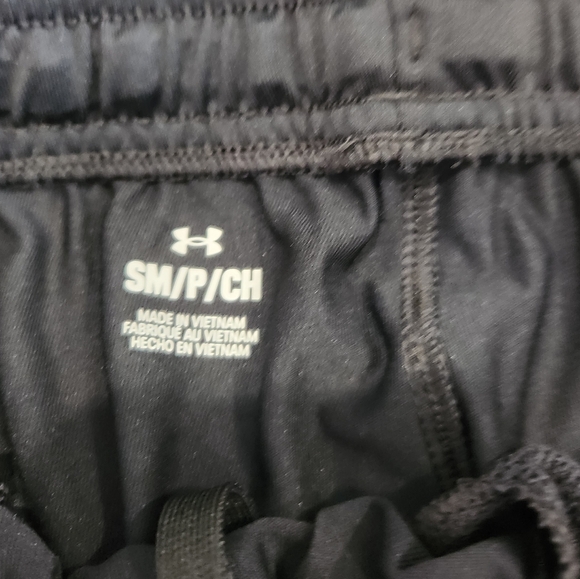 SM/P/CH
MADE IN VIETNAM
FABRIQUÉ AU VIETNAM
HECHO EN VIETNAM